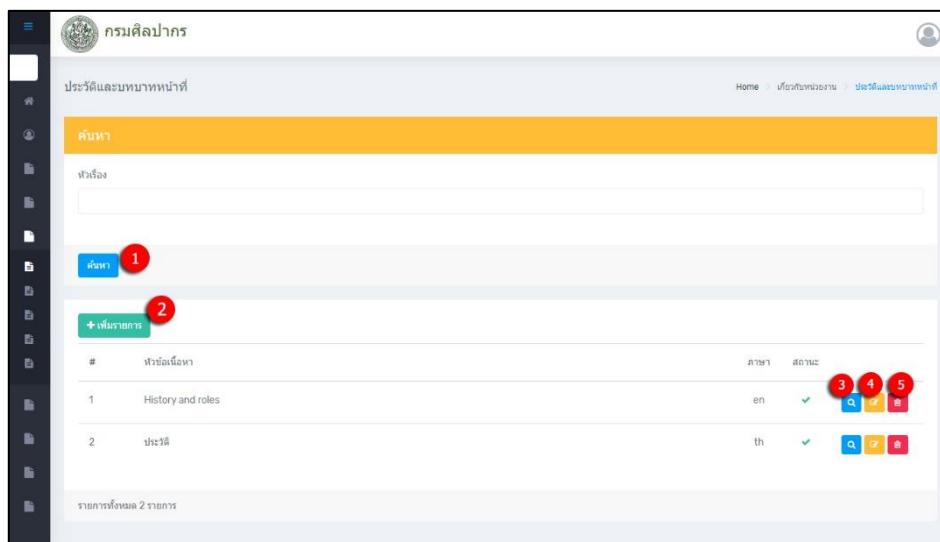 กรมศิลปากร
ประวัติและบทบาทหน้าที่
Home เกี่ยวกับหน่วยงาน ประวัติและบทบาทหน้าที่
ค้นหา
หัวเรื่อง
ค้นหา 1
2
+ เพิ่มรายการ
# หัวข้อเนื้อหา ภาษา สถานะ
3 4 5
1 History and roles en
2 ประวัติ th
รายการทั้งหมด 2 รายการ